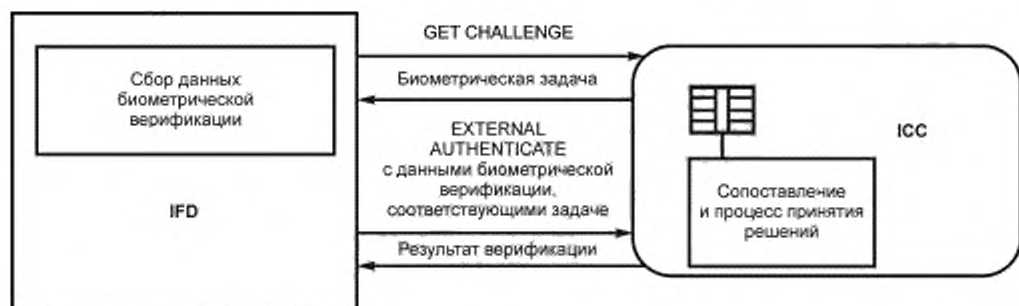 GET CHALLENGE
Сбор данных
биометрической
верификации
Биометрическая задача
EXTERNAL
AUTHENTICATE
с данными биометрической
верификации,
соответствующими задаче
IFD
Результат верификации
ICC
Сопоставление
и процесс принятия
решений